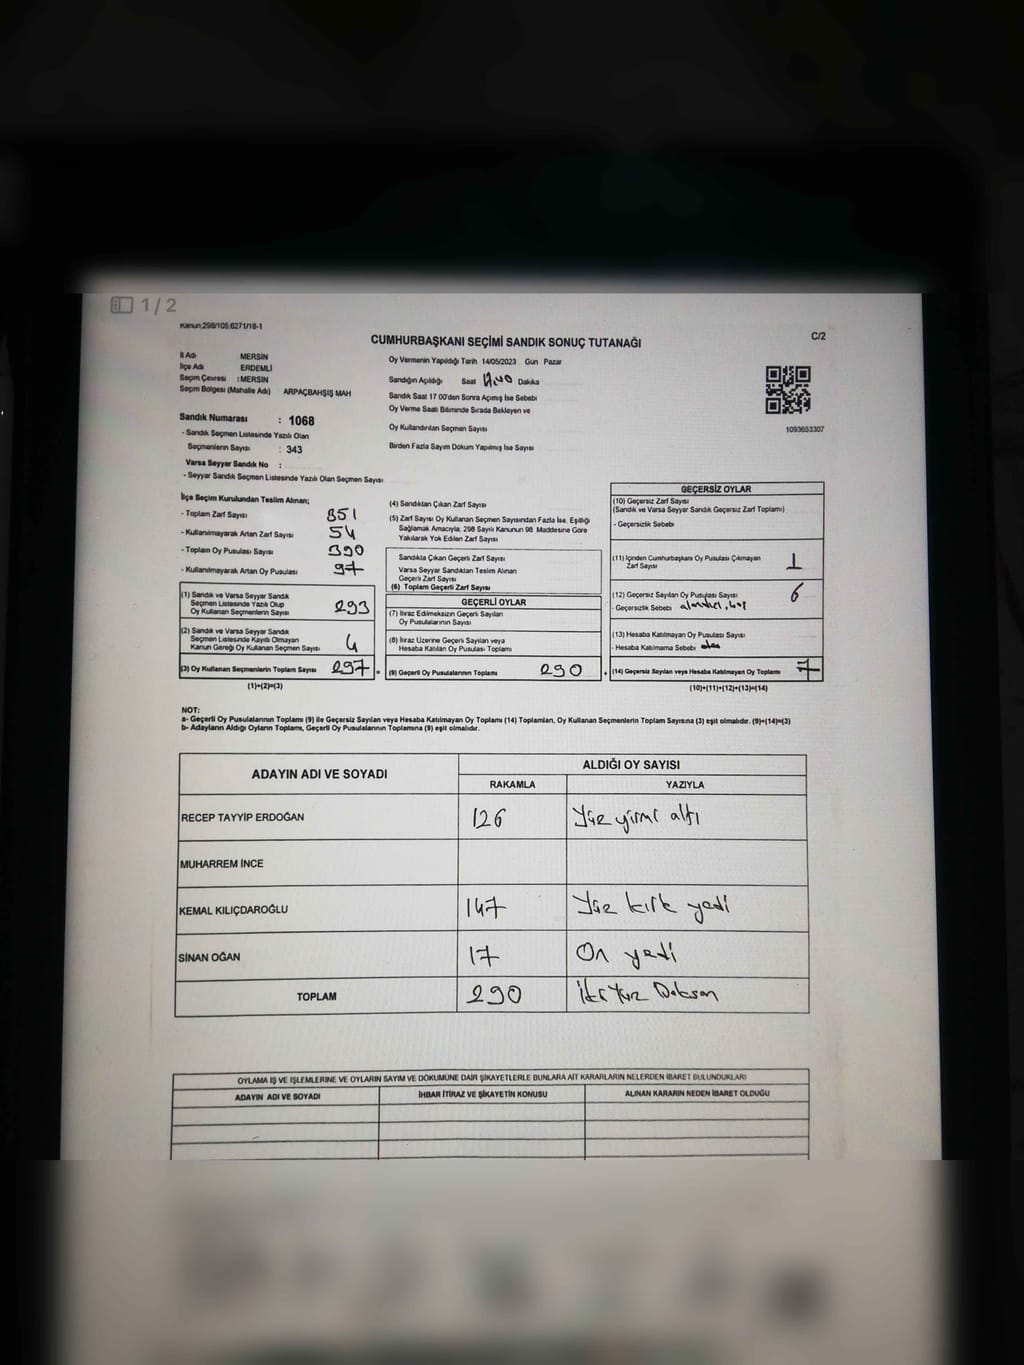 1/2
Kanun:298/105.6271/18-1
C/2
CUMHURBAŞKANI SEÇİMİ SANDIK SONUÇ TUTANAĞI
İl Adı MERSİN
İlçe Adı ERDEMLİ
Seçim Çevresi : MERSİN
Seçim Bölgesi (Mahalle Adı) ARPAÇBAHŞİŞ MAH
Sandık Numarası : 1068
- Sandık Seçmen Listesinde Yazılı Olan
Seçmenlerin Sayısı : 343
Varsa Seyyar Sandık No :
- Seyyar Sandık Seçmen Listesinde Yazılı Olan Seçmen Sayısı
Oy Vermenin Yapıldığı Tarih 14/05/2023 Gün Pazar
Sandığın Açıldığı Saat Dakika
Sandık Saat 17.00'den Sonra Açımış İse Sebebi
Oy Verme Saati Bitiminde Sırada Bekleyen ve
Oy Kullandırılan Seçmen Sayısı
Birden Fazla Sayım Döküm Yapılmış İse Sayısı
1093653307
İlçe Seçim Kurulundan Teslim Alınan;
- Toplam Zarf Sayısı 351
- Kullanılmayarak Artan Zarf Sayısı 54
- Toplam Oy Pusulası Sayısı 390
- Kullanılmayarak Artan Oy Pusulası 97
(1) Sandık ve Varsa Seyyar Sandık
Seçmen Listesinde Yazılı Olup
Oy Kullanan Seçmenlerin Sayısı 293
(2) Sandık ve Varsa Seyyar Sandık
Seçmen Listesinde Kayıtlı Olmayan
Kanun Gereği Oy Kullanan Seçmen Sayısı 4
(3) Oy Kullanan Seçmenlerin Toplam Sayısı 297
(1)+(2)=(3)
(4) Sandıktan Çıkan Zarf Sayısı
(5) Zarf Sayısı Oy Kullanan Seçmen Sayısından Fazla İse, Eşitliği
Sağlamak Amacıyla, 298 Sayılı Kanunun 98. Maddesine Göre
Yakılarak Yok Edilen Zarf Sayısı
Sandıkta Çıkan Geçerli Zarf Sayısı
Varsa Seyyar Sandıktan Teslim Alınan
Geçerli Zarf Sayısı
(6) Toplam Geçerli Zarf Sayısı
GEÇERLİ OYLAR
(7) İtiraz Edilmeksizin Geçerli Sayılan
Oy Pusulalarının Sayısı
(8) İtiraz Üzerine Geçerli Sayılan veya
Hesaba Katılan Oy Pusulası Toplamı
(9) Geçerli Oy Pusulalarının Toplamı 290
GEÇERSİZ OYLAR
(10) Geçersiz Zarf Sayısı
(Sandık ve Varsa Seyyar Sandık Geçersiz Zarf Toplamı)
- Geçersizlik Sebebi
(11) İçinden Cumhurbaşkanı Oy Pusulası Çıkmayan
Zarf Sayısı 1
(12) Geçersiz Sayılan Oy Pusulası Sayısı 6
- Geçersizlik Sebebi
(13) Hesaba Katılmayan Oy Pusulası Sayısı
- Hesaba Katılmama Sebebi
(14) Geçersiz Sayılan veya Hesaba Katılmayan Oy Toplamı 7
(10)+(11)+(12)+(13)=(14)
NOT:
a- Geçerli Oy Pusulalarının Toplamı (9) ile Geçersiz Sayılan veya Hesaba Katılmayan Oy Toplamı (14) Toplamları, Oy Kullanan Seçmenlerin Toplam Sayısına (3) eşit olmalıdır. (9)+(14)=(3)
b- Adayların Aldığı Oyların Toplamı, Geçerli Oy Pusulalarının Toplamına (9) eşit olmalıdır.
ADAYIN ADI VE SOYADI
ALDIĞI OY SAYISI
RAKAMLA YAZIYLA
RECEP TAYYİP ERDOĞAN 126 Yüz yirmi altı
MUHARREM İNCE
KEMAL KILIÇDAROĞLU 147 Yüz kırk yedi
SİNAN OĞAN 17 On yedi
TOPLAM 290 İki Yüz Doksan
OYLAMA İŞ VE İŞLEMLERİNE VE OYLARIN SAYIM VE DÖKÜMÜNE DAİR ŞİKAYETLERLE BUNLARA AİT KARARLARIN NELERDEN İBARET BULUNDUKLARI
ADAYIN ADI VE SOYADI İHBAR İTİRAZ VE ŞİKAYETİN KONUSU ALINAN KARARIN NEDEN İBARET OLDUĞU